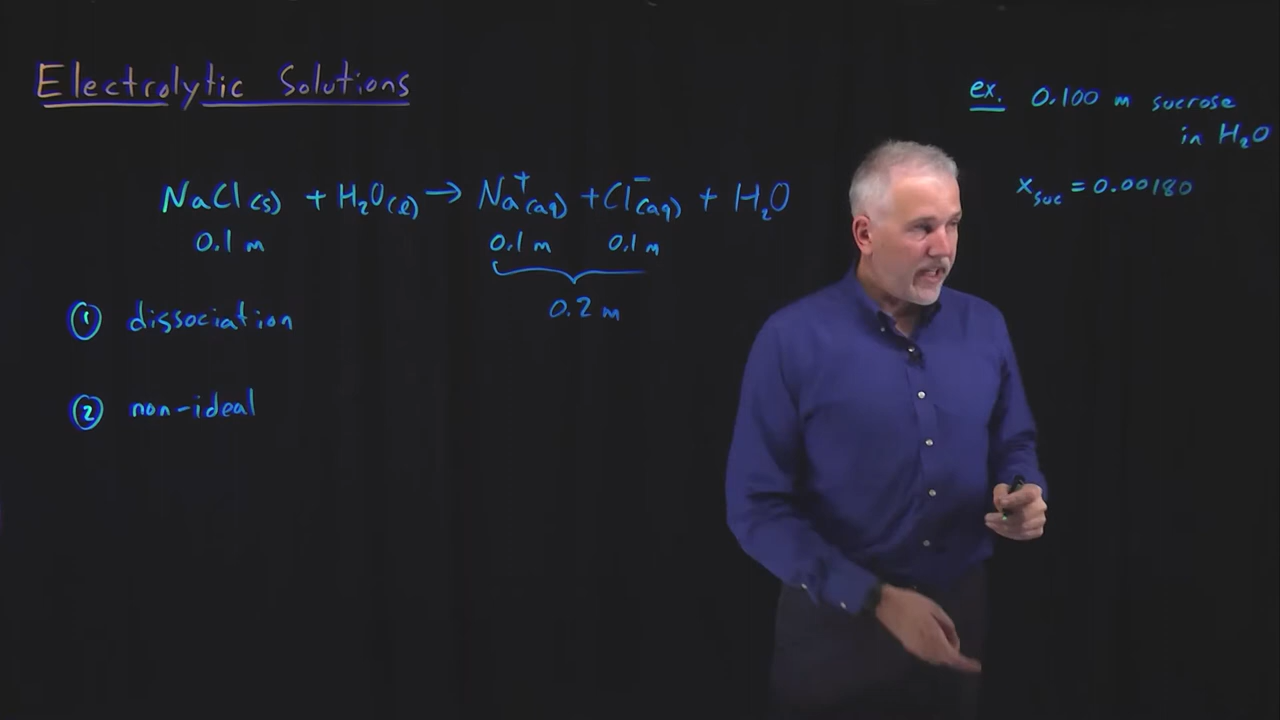 Electrolytic Solutions
ex. 0.100 m sucrose
in H₂O
x_suc = 0.00180
NaCl(s) + H₂O(ℓ) → Na⁺(aq) + Cl⁻(aq) + H₂O
0.1 m 0.1 m 0.1 m
0.2 m
① dissociation
② non-ideal